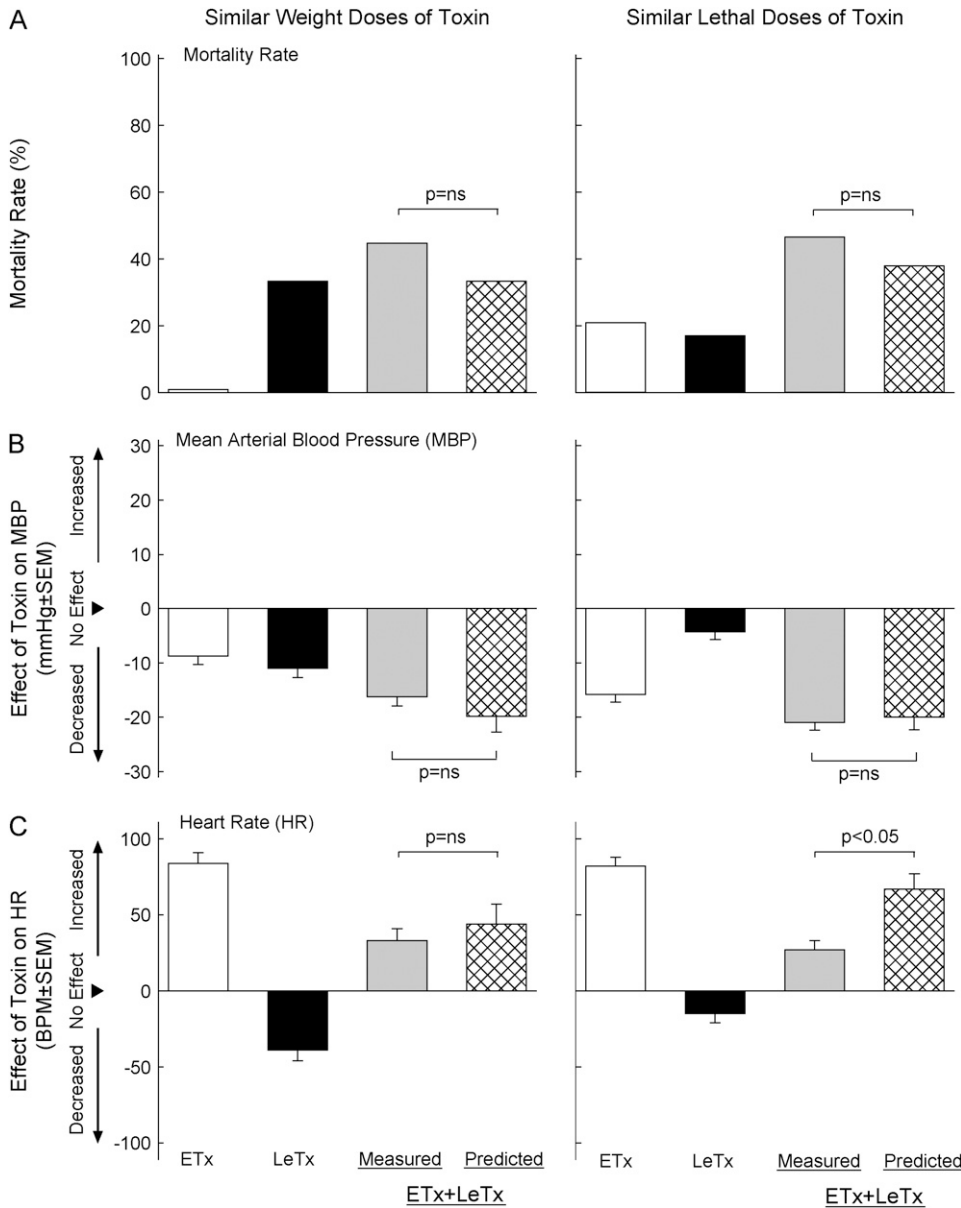 A
Similar Weight Doses of Toxin
Similar Lethal Doses of Toxin
Mortality Rate (%)
Mortality Rate
100
80
60
40
20
0
p=ns
p=ns
B
Effect of Toxin on MBP
(mmHg±SEM)
Decreased No Effect Increased
Mean Arterial Blood Pressure (MBP)
30
20
10
0
-10
-20
-30
p=ns
p=ns
C
Effect of Toxin on HR
(BPM±SEM)
Decreased No Effect Increased
Heart Rate (HR)
100
50
0
-50
-100
p=ns
p<0.05
ETx LeTx Measured Predicted
ETx+LeTx
ETx LeTx Measured Predicted
ETx+LeTx